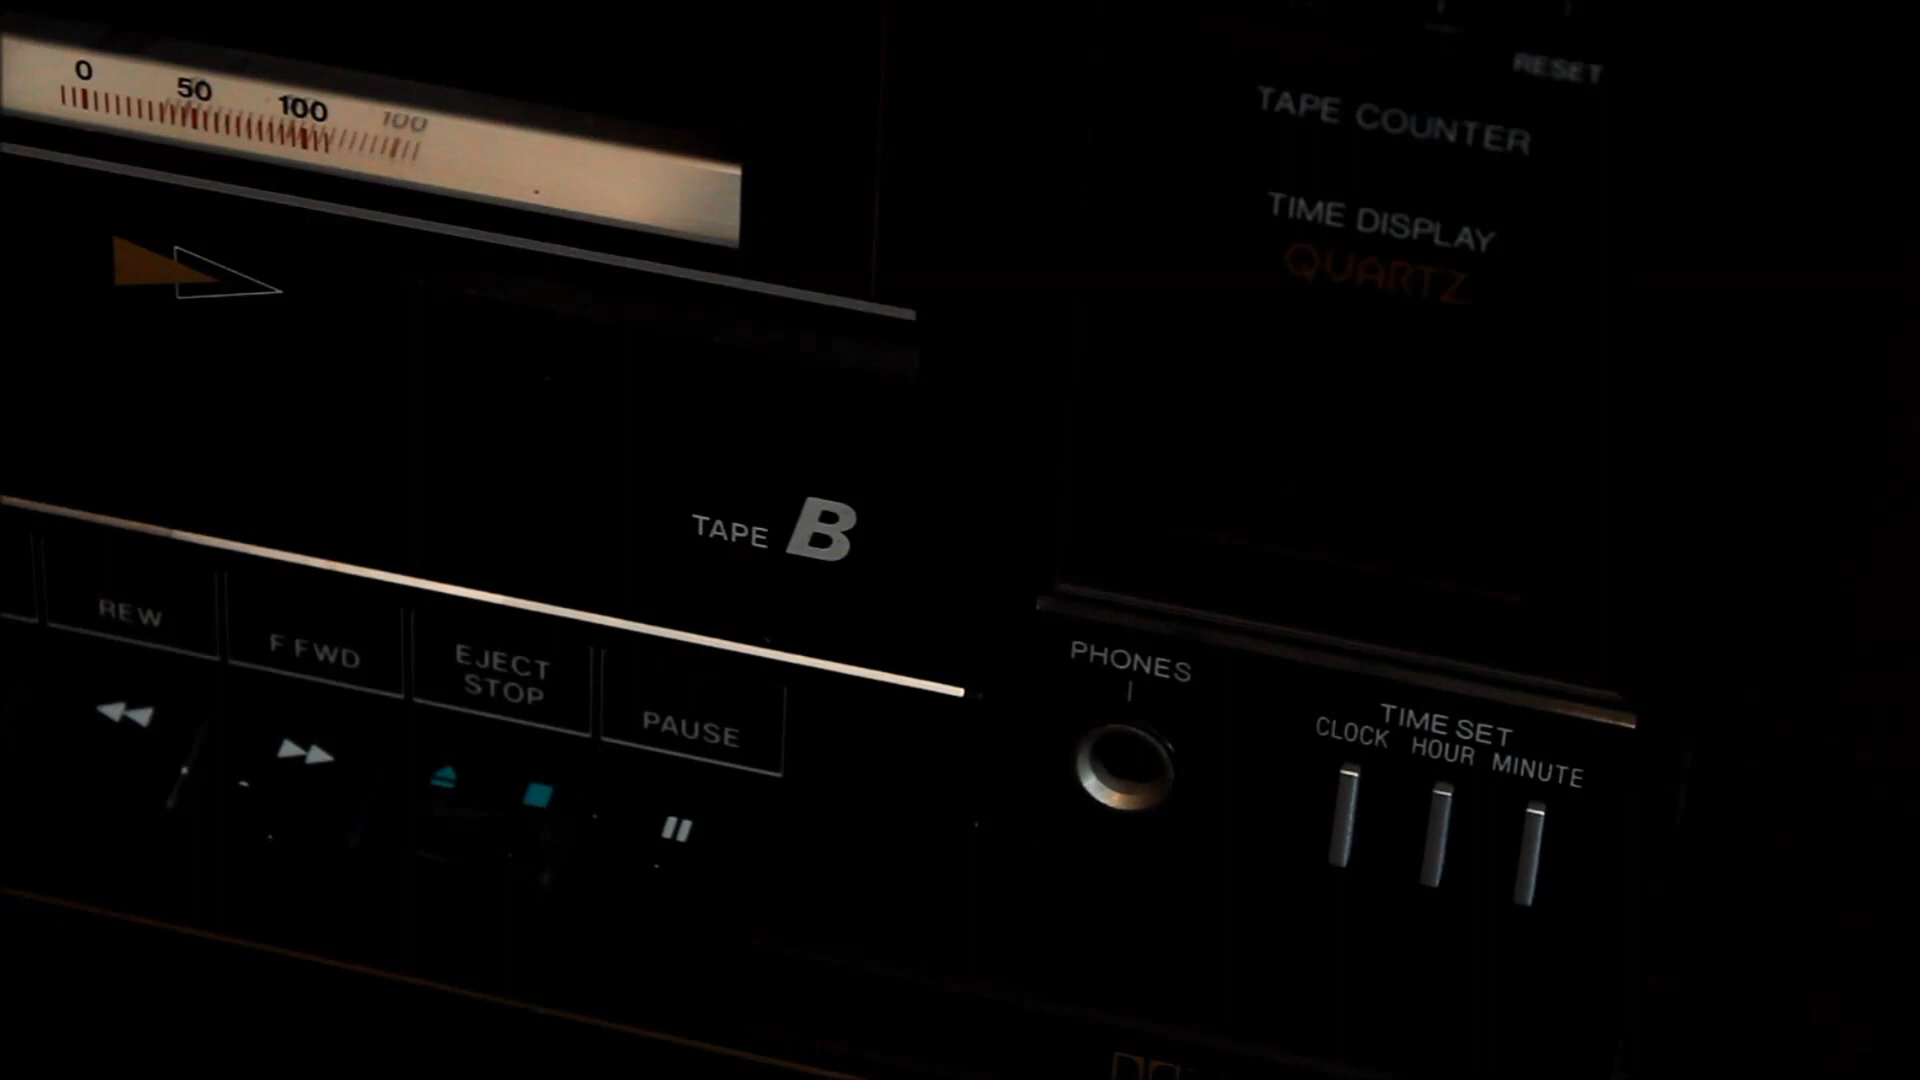 0 50 100 100
RESET
TAPE COUNTER
TIME DISPLAY
QUARTZ
TAPE B
REW
F FWD
EJECT
STOP
PAUSE
PHONES
TIME SET
CLOCK HOUR MINUTE